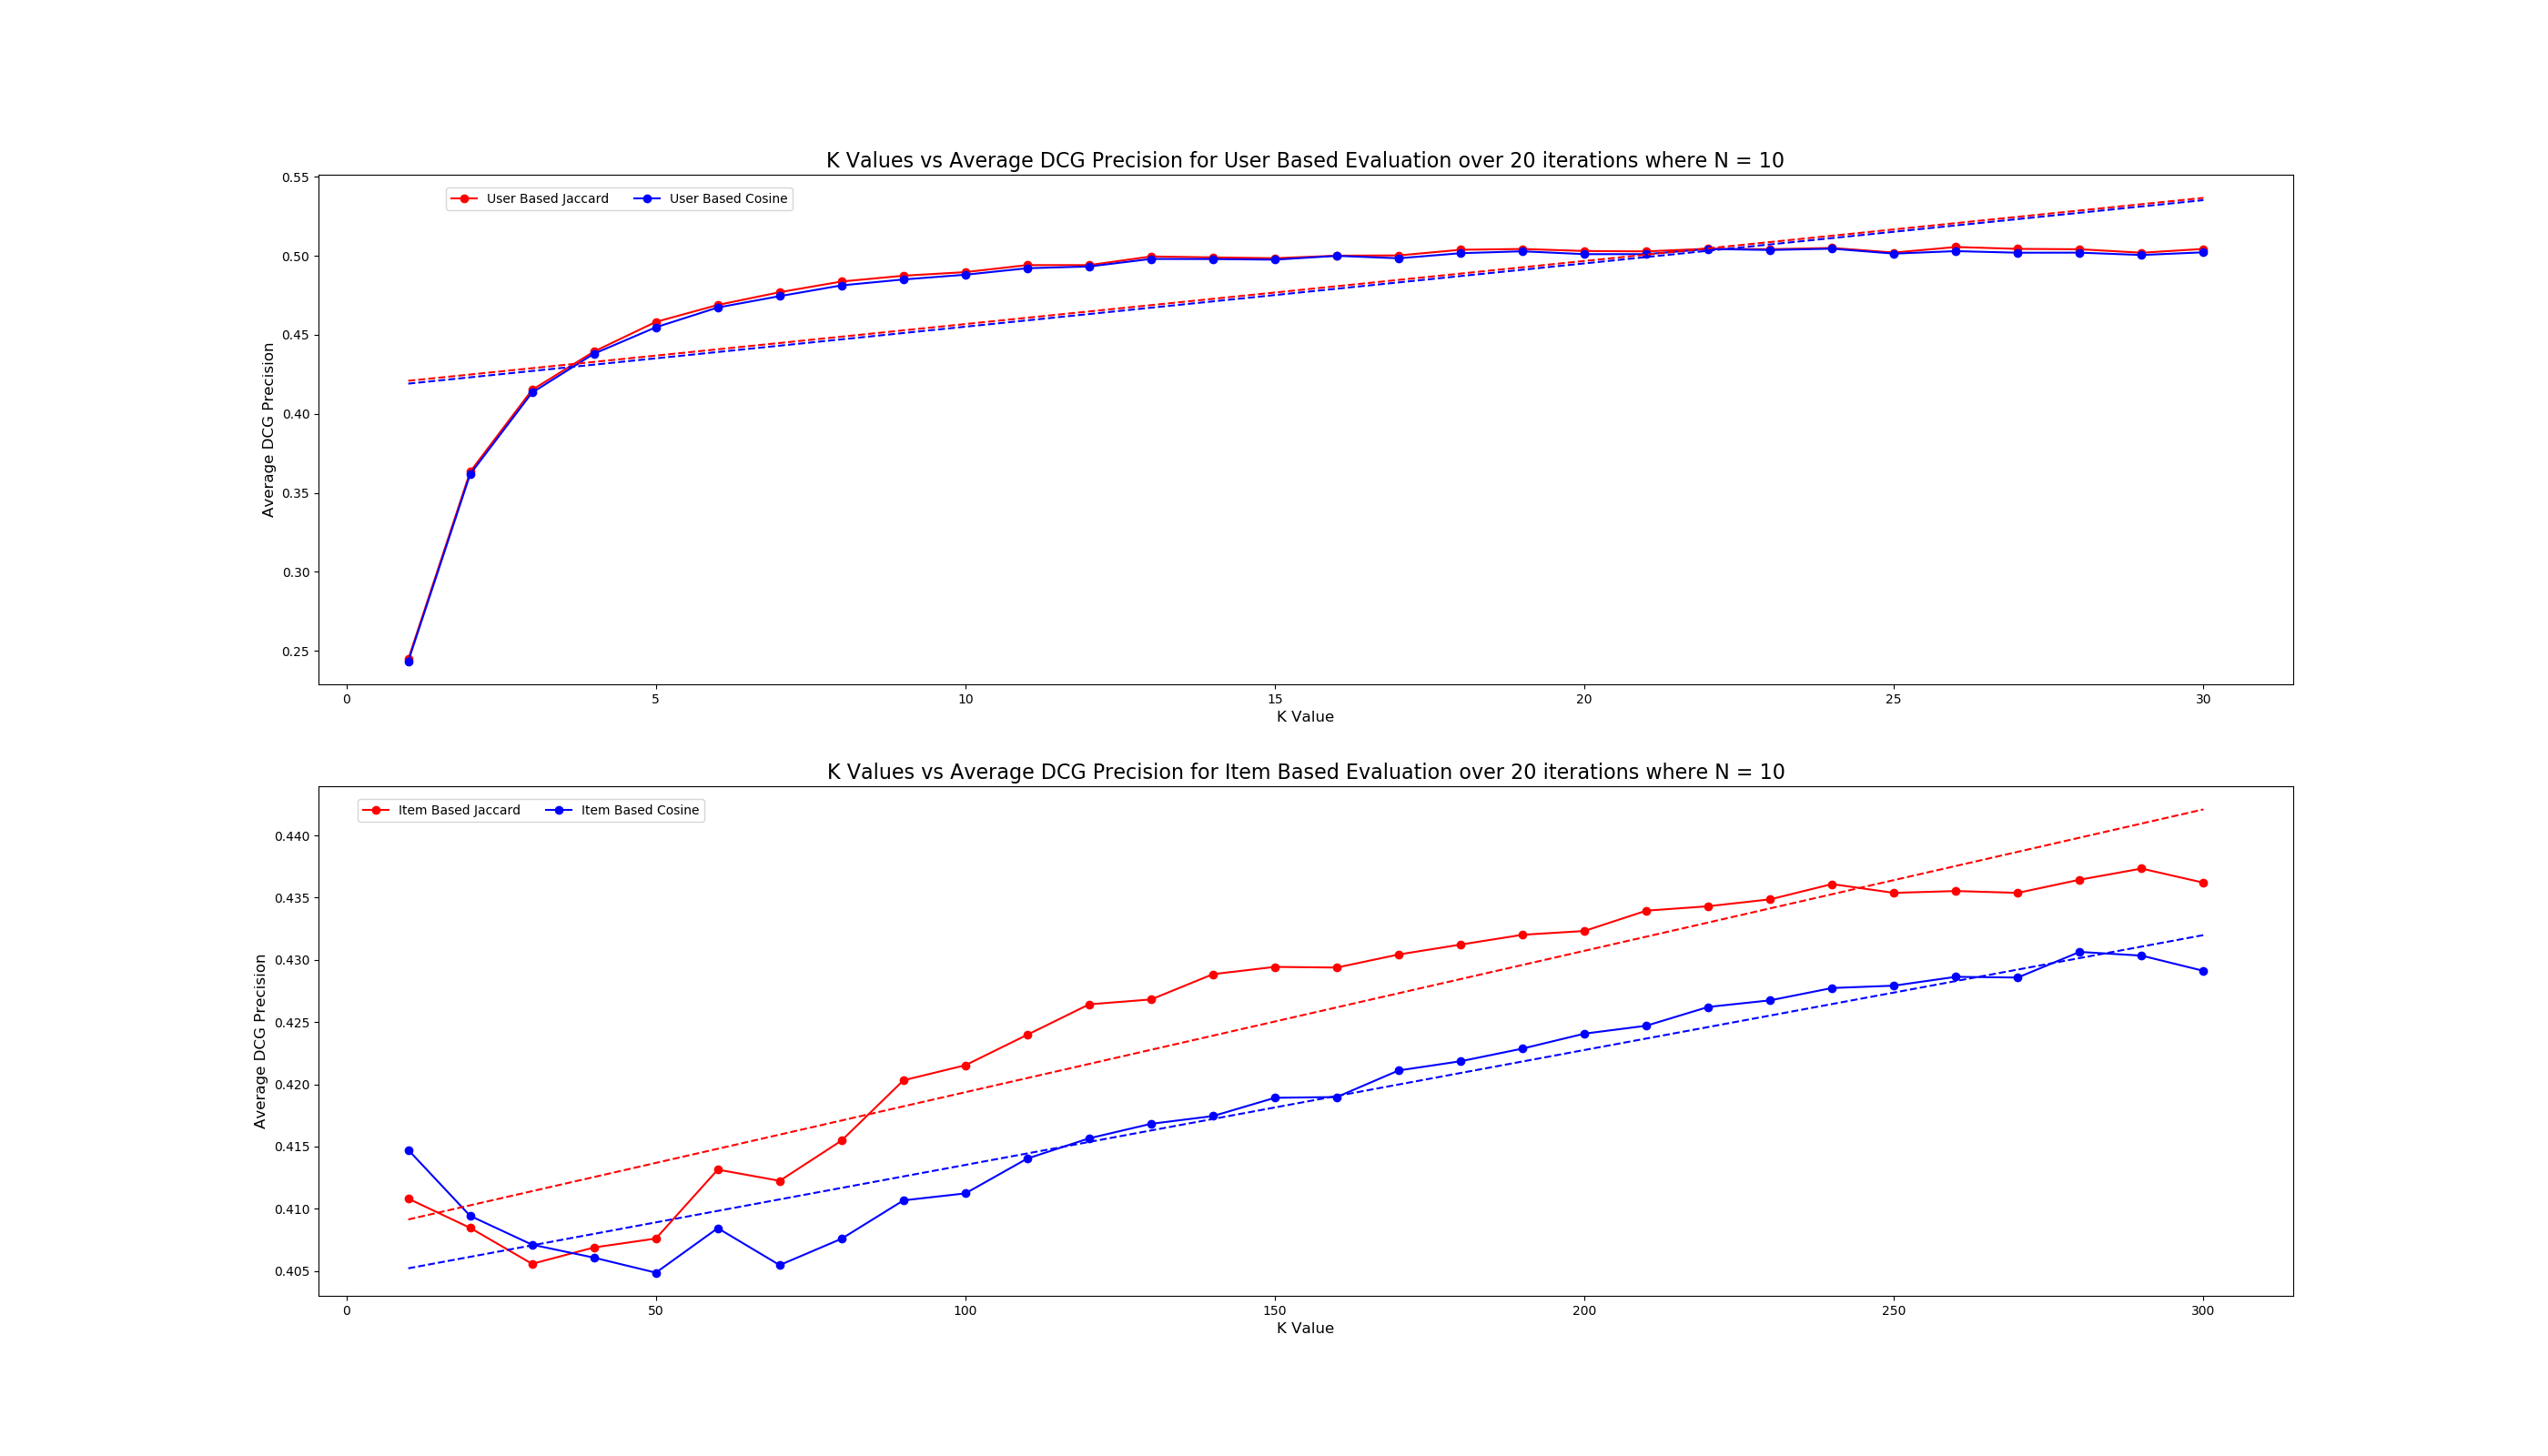 K Values vs Average DCG Precision for User Based Evaluation over 20 iterations where N = 10
User Based Jaccard User Based Cosine
Average DCG Precision
0.55
0.50
0.45
0.40
0.35
0.30
0.25
0 5 10 15 20 25 30
K Value
K Values vs Average DCG Precision for Item Based Evaluation over 20 iterations where N = 10
Item Based Jaccard Item Based Cosine
Average DCG Precision
0.440
0.435
0.430
0.425
0.420
0.415
0.410
0.405
0 50 100 150 200 250 300
K Value